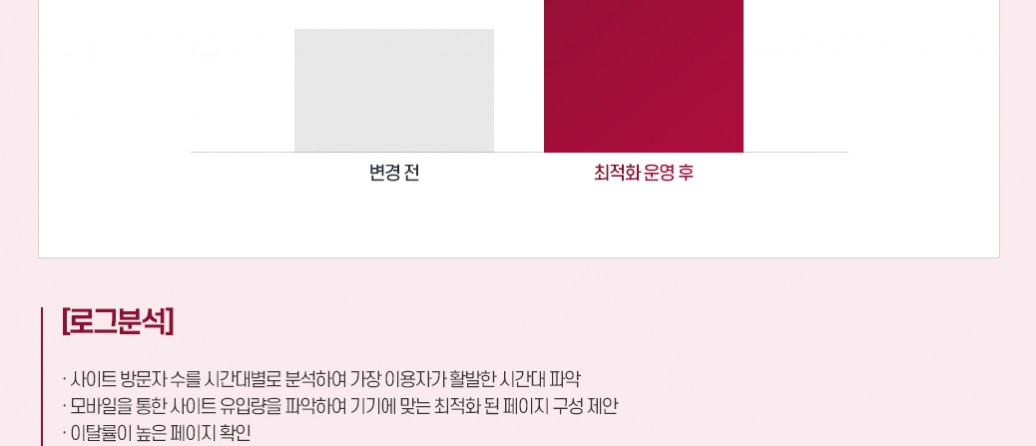 변경 전
최적화 운영 후
[로그분석]
· 사이트 방문자 수를 시간대별로 분석하여 가장 이용자가 활발한 시간대 파악
· 모바일을 통한 사이트 유입량을 파악하여 기기에 맞는 최적화 된 페이지 구성 제안
· 이탈률이 높은 페이지 확인